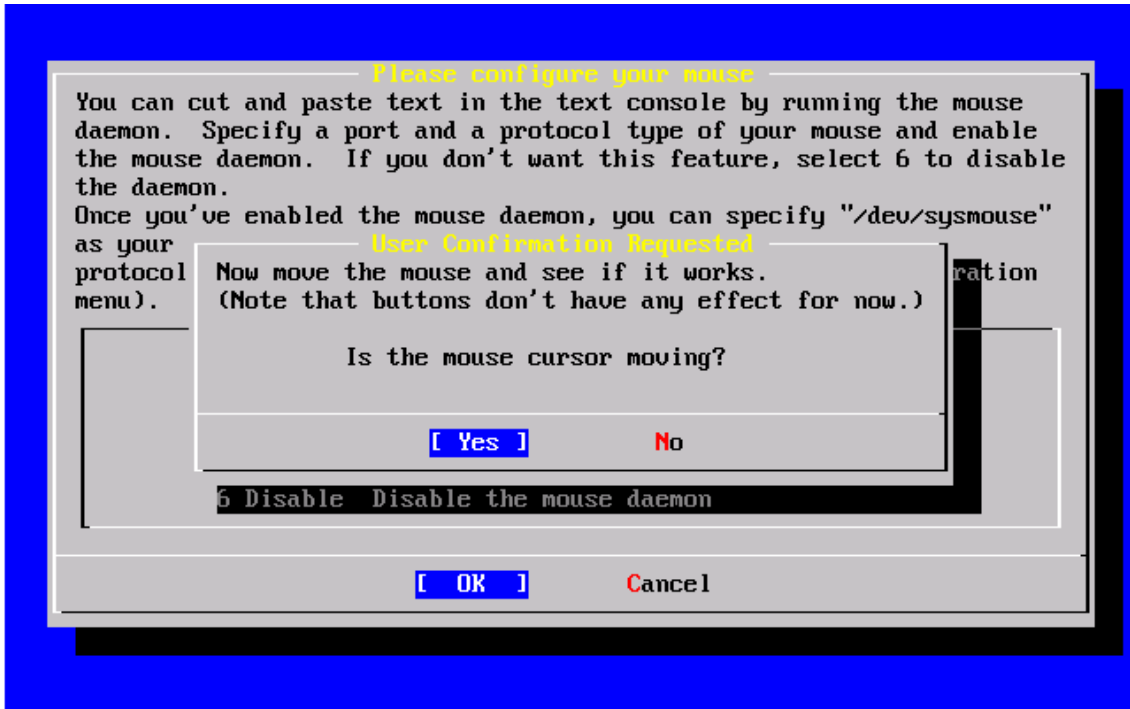 Please configure your mouse
You can cut and paste text in the text console by running the mouse
daemon.  Specify a port and a protocol type of your mouse and enable
the mouse daemon.  If you don't want this feature, select 6 to disable
the daemon.
Once you've enabled the mouse daemon, you can specify "/dev/sysmouse"
as your
User Confirmation Requested
protocol
ration
menu).
Now move the mouse and see if it works.
(Note that buttons don't have any effect for now.)
Is the mouse cursor moving?
[ Yes ]    No
6 Disable  Disable the mouse daemon
[  OK  ]    Cancel